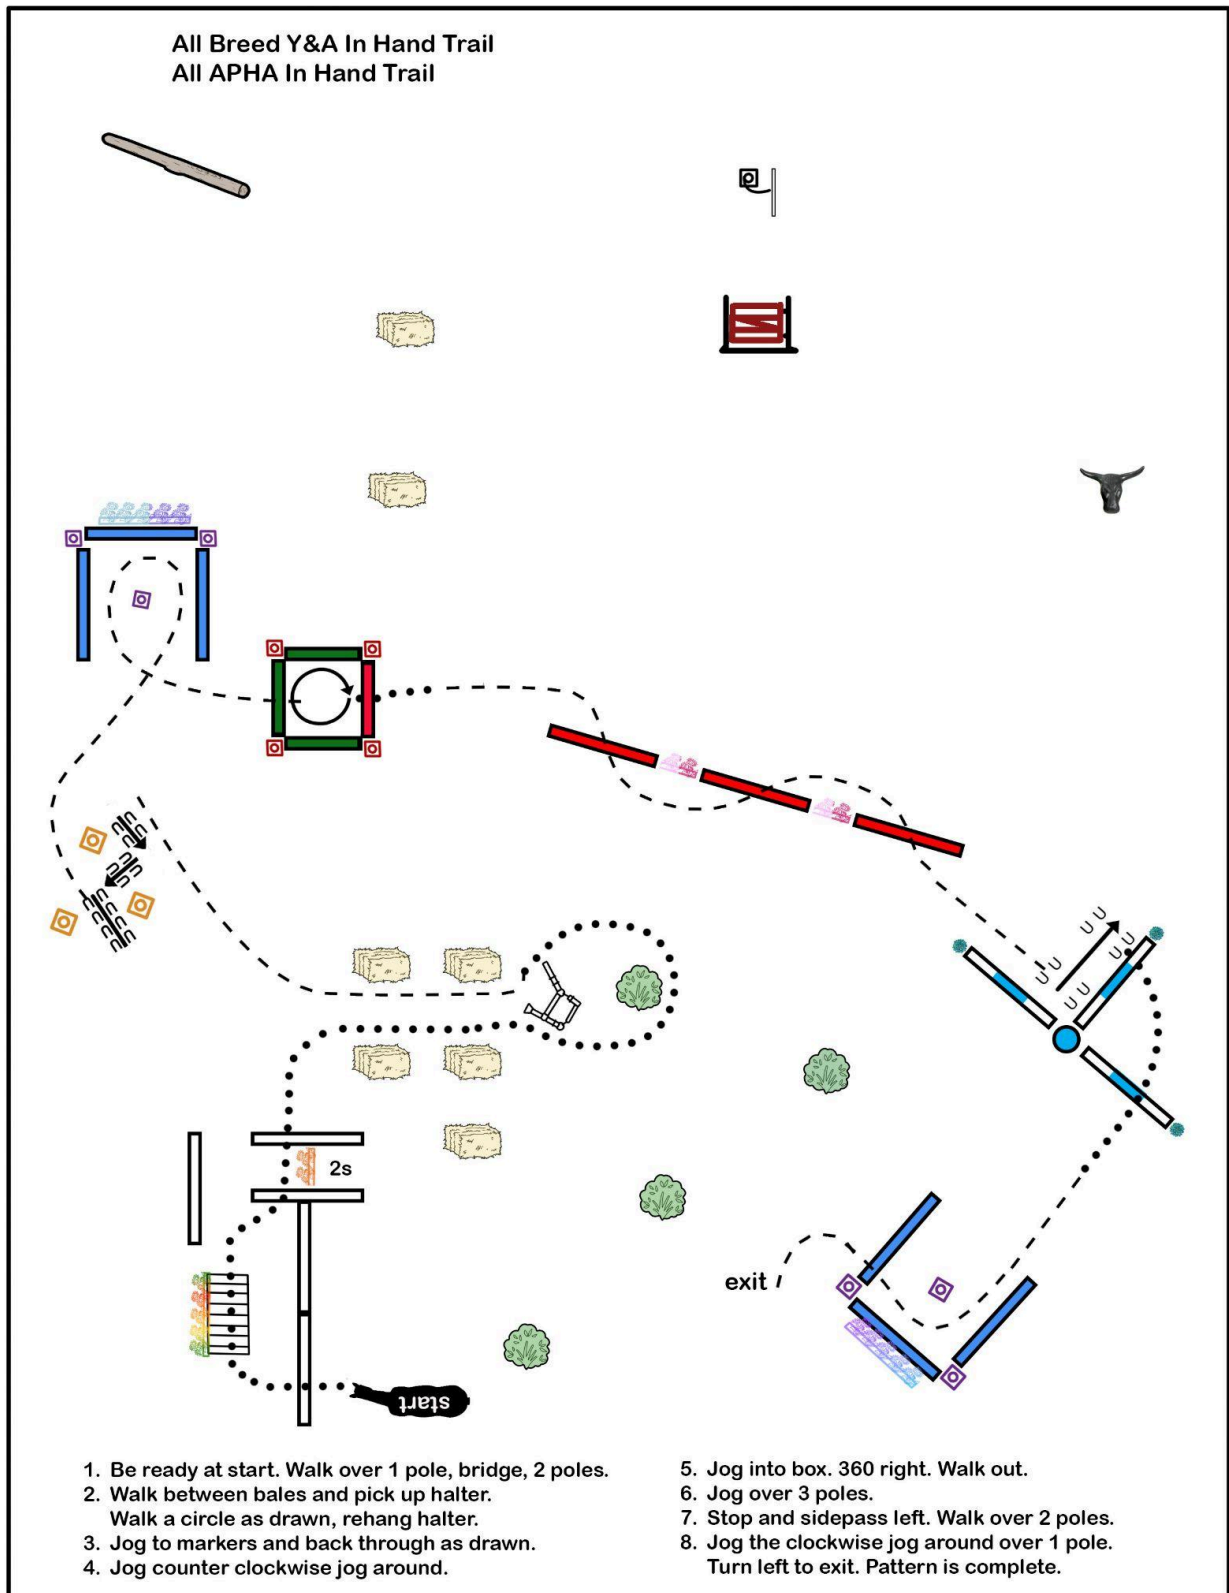 All Breed Y&A In Hand Trail
All APHA In Hand Trail
2s
exit
start
1. Be ready at start. Walk over 1 pole, bridge, 2 poles.
2. Walk between bales and pick up halter.
Walk a circle as drawn, rehang halter.
3. Jog to markers and back through as drawn.
4. Jog counter clockwise jog around.
5. Jog into box. 360 right. Walk out.
6. Jog over 3 poles.
7. Stop and sidepass left. Walk over 2 poles.
8. Jog the clockwise jog around over 1 pole.
Turn left to exit. Pattern is complete.